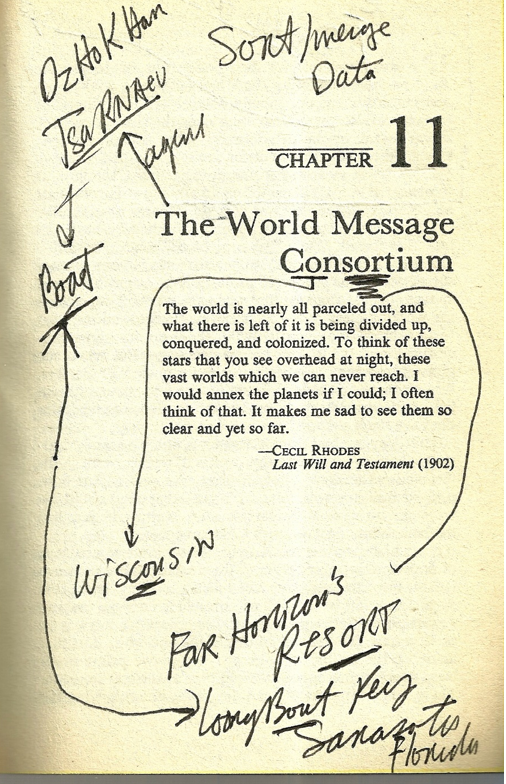 DzHoKHar
TsaRNAev
agent
Boat
Sort/merge
Data
CHAPTER 11
The World Message
Consortium
The world is nearly all parceled out, and
what there is left of it is being divided up,
conquered, and colonized. To think of these
stars that you see overhead at night, these
vast worlds which we can never reach. I
would annex the planets if I could; I often
think of that. It makes me sad to see them so
clear and yet so far.
—CECIL RHODES
Last Will and Testament (1902)
WisconsiN
FaR Horizon's
RESORT
LongBoat Key
Sarasota
Florida